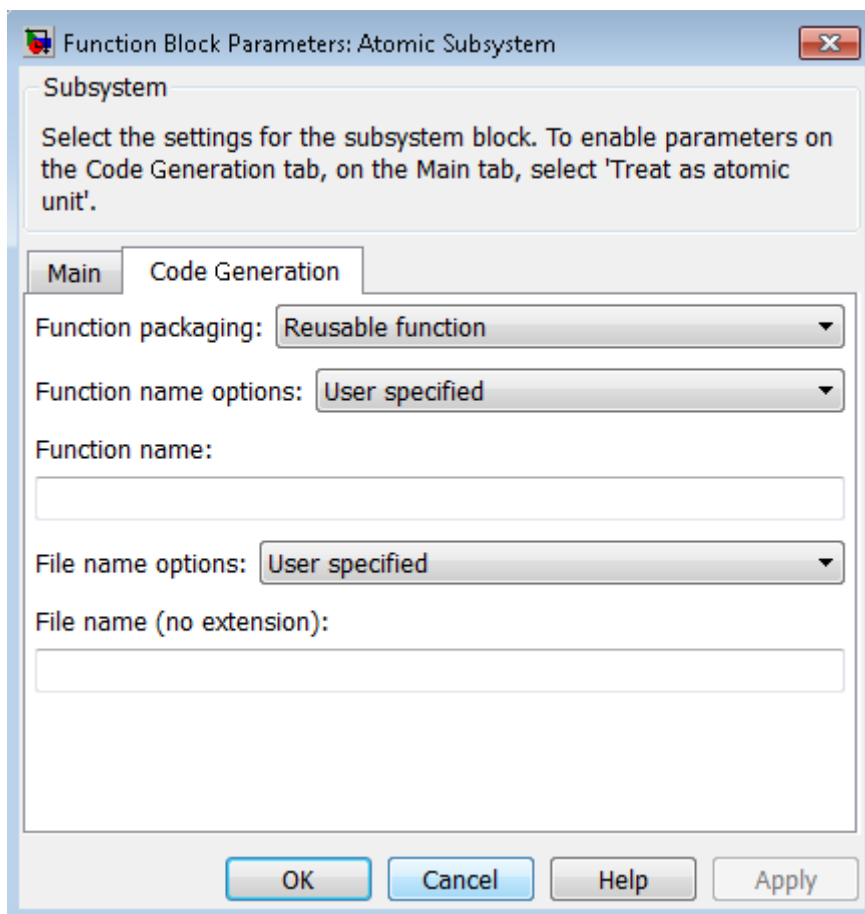 Function Block Parameters: Atomic Subsystem
Subsystem
Select the settings for the subsystem block. To enable parameters on
the Code Generation tab, on the Main tab, select 'Treat as atomic
unit'.
Main Code Generation
Function packaging: Reusable function
Function name options: User specified
Function name:
File name options: User specified
File name (no extension):
OK Cancel Help Apply